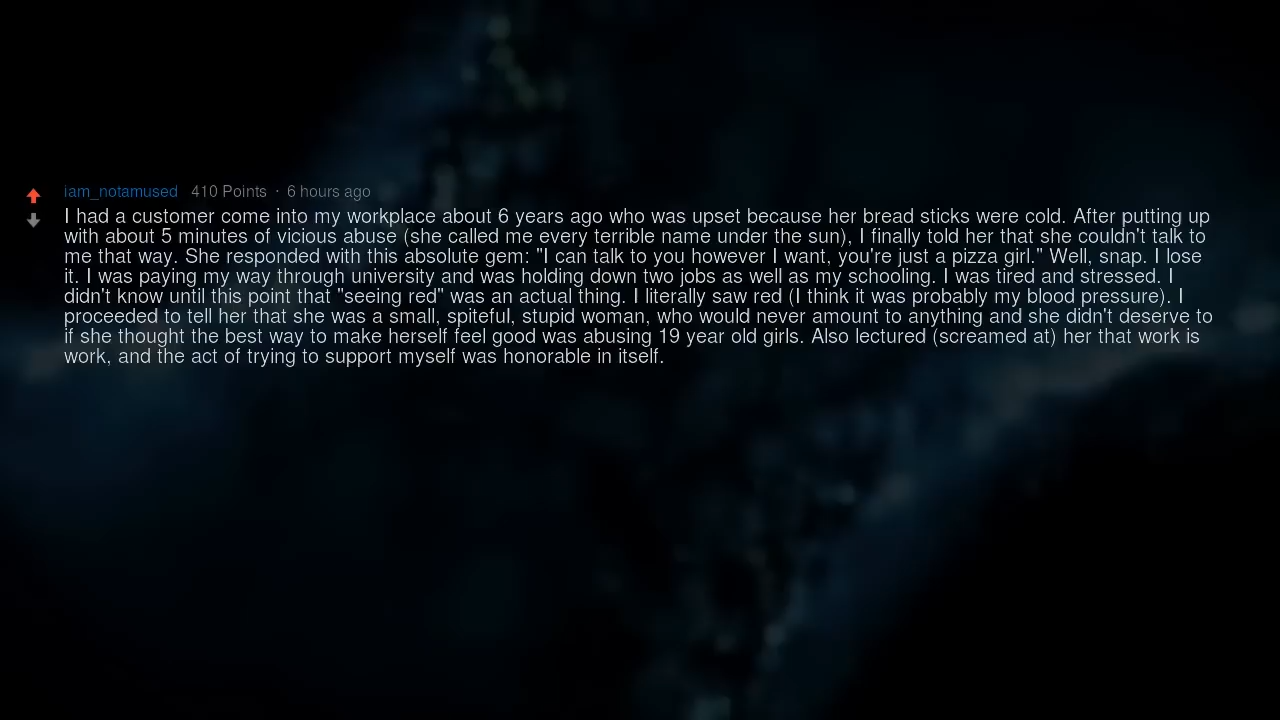 iam_notamused 410 Points · 6 hours ago
I had a customer come into my workplace about 6 years ago who was upset because her bread sticks were cold. After putting up
with about 5 minutes of vicious abuse (she called me every terrible name under the sun), I finally told her that she couldn't talk to
me that way. She responded with this absolute gem: "I can talk to you however I want, you're just a pizza girl." Well, snap. I lose
it. I was paying my way through university and was holding down two jobs as well as my schooling. I was tired and stressed. I
didn't know until this point that "seeing red" was an actual thing. I literally saw red (I think it was probably my blood pressure). I
proceeded to tell her that she was a small, spiteful, stupid woman, who would never amount to anything and she didn't deserve to
if she thought the best way to make herself feel good was abusing 19 year old girls. Also lectured (screamed at) her that work is
work, and the act of trying to support myself was honorable in itself.